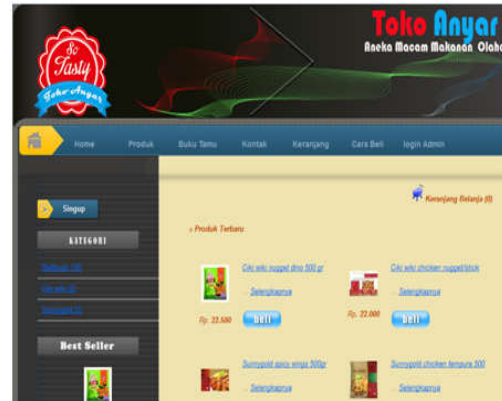 So
Tasty
Toko Anyar
Toko Anyar
Aneka Macam Makanan Olaha
Home Produk Buku Tamu Kontak Keranjang Cara Beli login Admin
Keranjang Belanja (0)
> Singup
» Produk Terbaru
KATEGORI
Ciki wiki nugget dino 500 gr
Ciki wiki chicken nugget/stick
... Selengkapnya
... Selengkapnya
Rp. 22.500 beli
Rp. 22.000 beli
Best Seller
Sunnygold spicy wings 500gr
Sunnygold chicken tempura 500
... Selengkapnya
... Selengkapnya